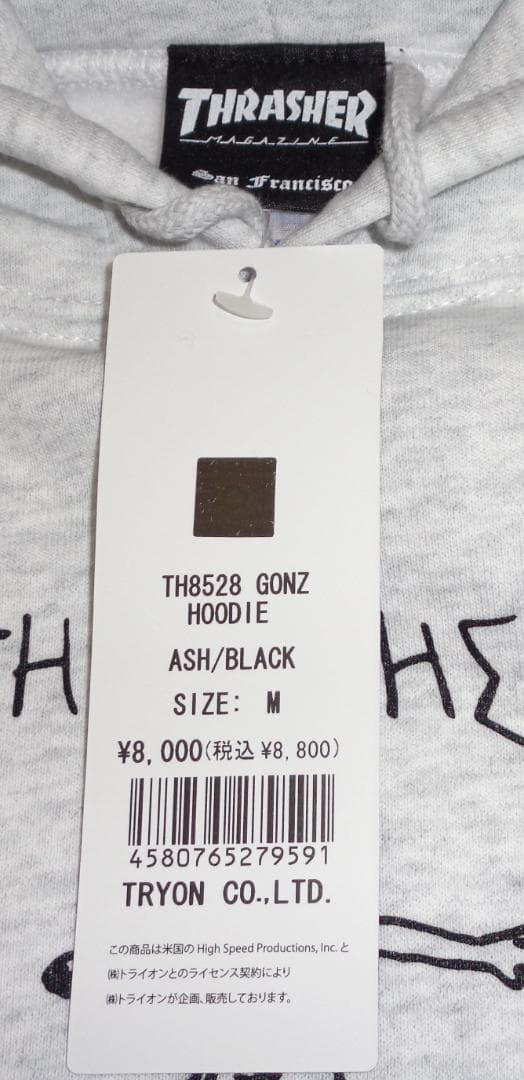 THRASHER
MAGAZINE
San Francisco
TH8528 GONZ
HOODIE
ASH/BLACK
SIZE: M
¥8,000(税込 ¥8,800)
4580765279591
TRYON CO.,LTD.
この商品は米国の High Speed Productions, Inc. と
㈱トライオンとのライセンス契約により
㈱トライオンが企画、販売しております。